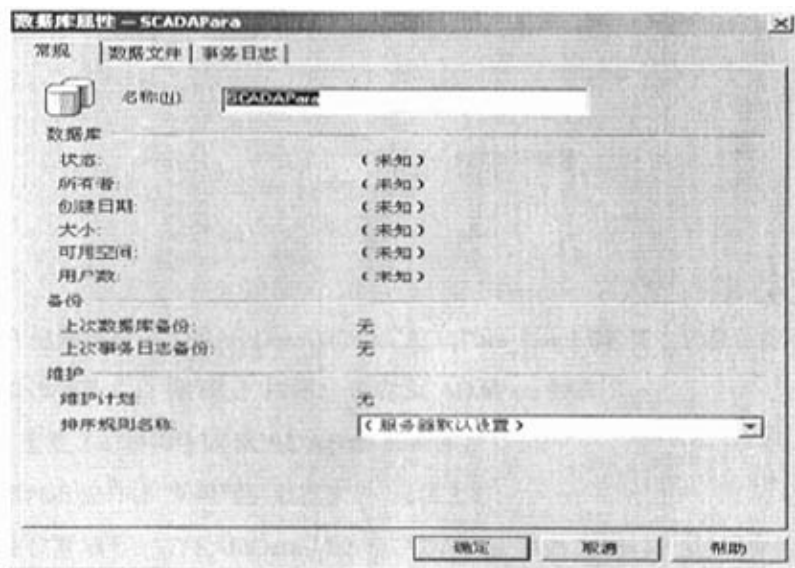 数据库属性 — SCADAPara
常规 数据文件 事务日志
名称(N): SCADAPara
数据库
状态: (未知)
所有者: (未知)
创建日期: (未知)
大小: (未知)
可用空间: (未知)
用户数: (未知)
备份
上次数据库备份: 无
上次事务日志备份: 无
维护
维护计划: 无
排序规则名称: (服务器默认设置)
确定 取消 帮助